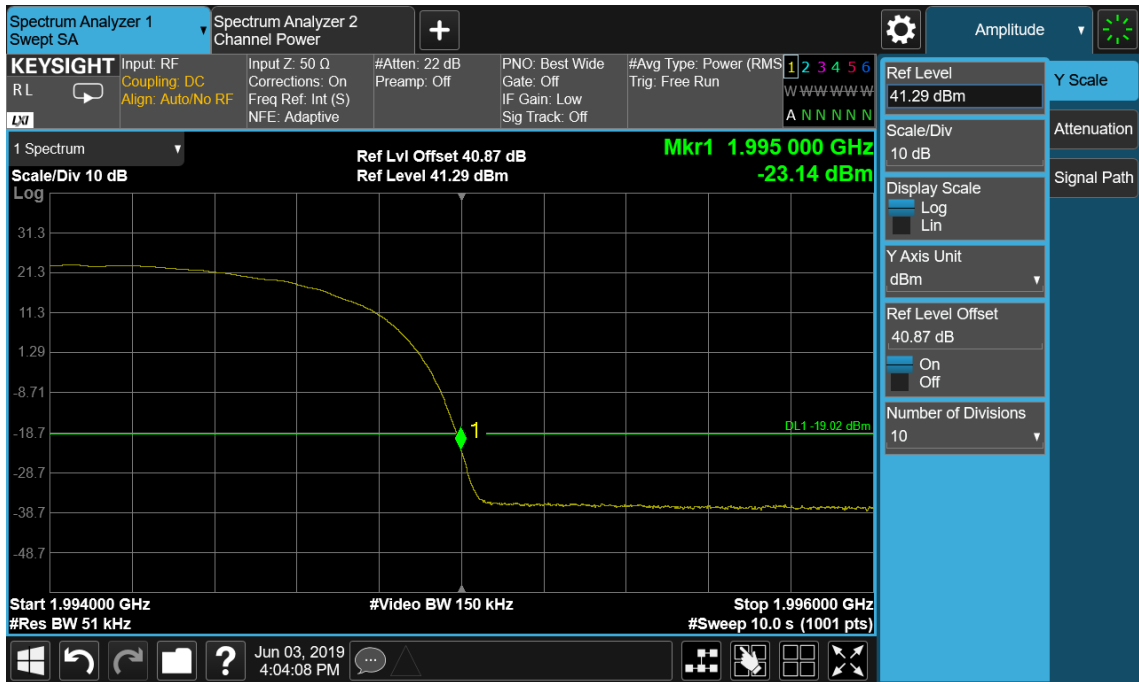 Spectrum Analyzer 1
Swept SA
Spectrum Analyzer 2
Channel Power
Amplitude
KEYSIGHT
R L
LXI
Input: RF
Coupling: DC
Align: Auto/No RF
Input Z: 50 Ω
Corrections: On
Freq Ref: Int (S)
NFE: Adaptive
#Atten: 22 dB
Preamp: Off
PNO: Best Wide
Gate: Off
IF Gain: Low
Sig Track: Off
#Avg Type: Power (RMS
Trig: Free Run
1 2 3 4 5 6
W W W W W W
A N N N N N
1 Spectrum
Scale/Div 10 dB
Ref Lvl Offset 40.87 dB
Ref Level 41.29 dBm
Mkr1 1.995 000 GHz
-23.14 dBm
Log
31.3
21.3
11.3
1.29
-8.71
-18.7
-28.7
-38.7
-48.7
1
DL1 -19.02 dBm
Start 1.994000 GHz
#Res BW 51 kHz
#Video BW 150 kHz
Stop 1.996000 GHz
#Sweep 10.0 s (1001 pts)
Ref Level
41.29 dBm
Scale/Div
10 dB
Display Scale
Log
Lin
Y Axis Unit
dBm
Ref Level Offset
40.87 dB
On
Off
Number of Divisions
10
Y Scale
Attenuation
Signal Path
?
Jun 03, 2019
4:04:08 PM